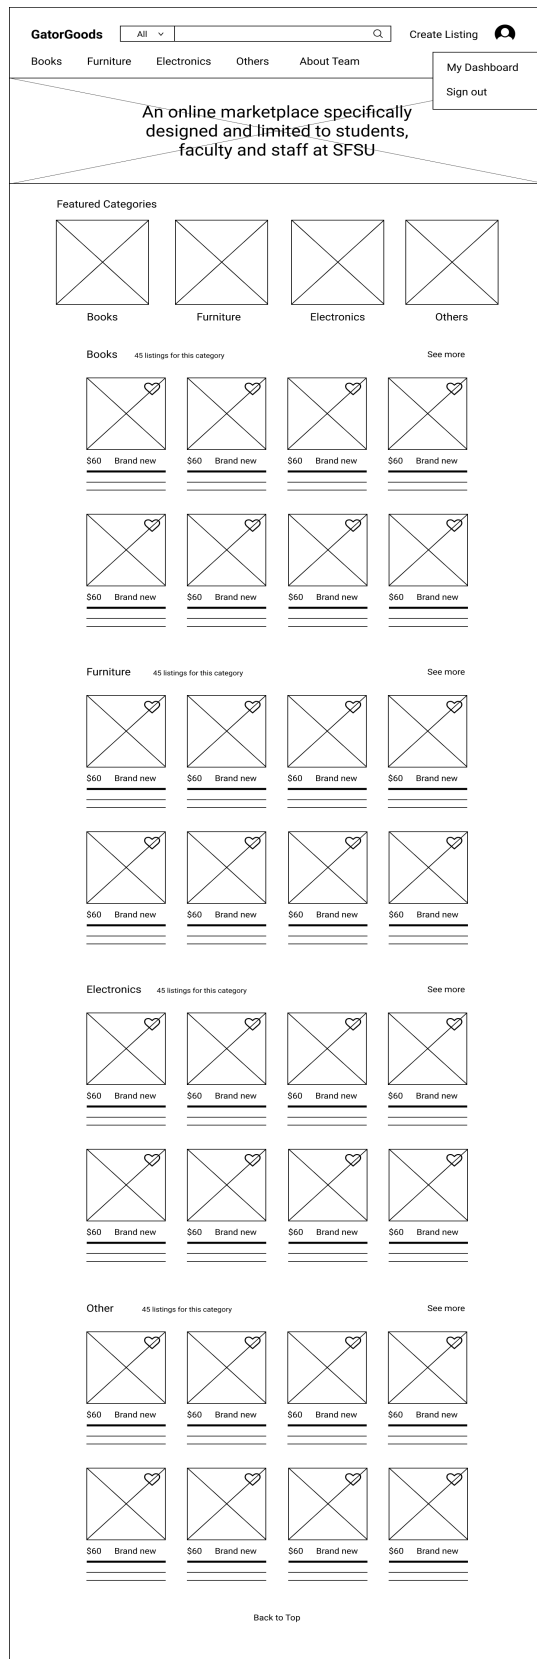 GatorGoods All Create Listing
Books Furniture Electronics Others About Team
My Dashboard
Sign out
An online marketplace specifically
designed and limited to students,
faculty and staff at SFSU
Featured Categories
Books Furniture Electronics Others
Books 45 listings for this category See more
$60 Brand new $60 Brand new $60 Brand new $60 Brand new
$60 Brand new $60 Brand new $60 Brand new $60 Brand new
Furniture 45 listings for this category See more
$60 Brand new $60 Brand new $60 Brand new $60 Brand new
$60 Brand new $60 Brand new $60 Brand new $60 Brand new
Electronics 45 listings for this category See more
$60 Brand new $60 Brand new $60 Brand new $60 Brand new
$60 Brand new $60 Brand new $60 Brand new $60 Brand new
Other 45 listings for this category See more
$60 Brand new $60 Brand new $60 Brand new $60 Brand new
$60 Brand new $60 Brand new $60 Brand new $60 Brand new
Back to Top